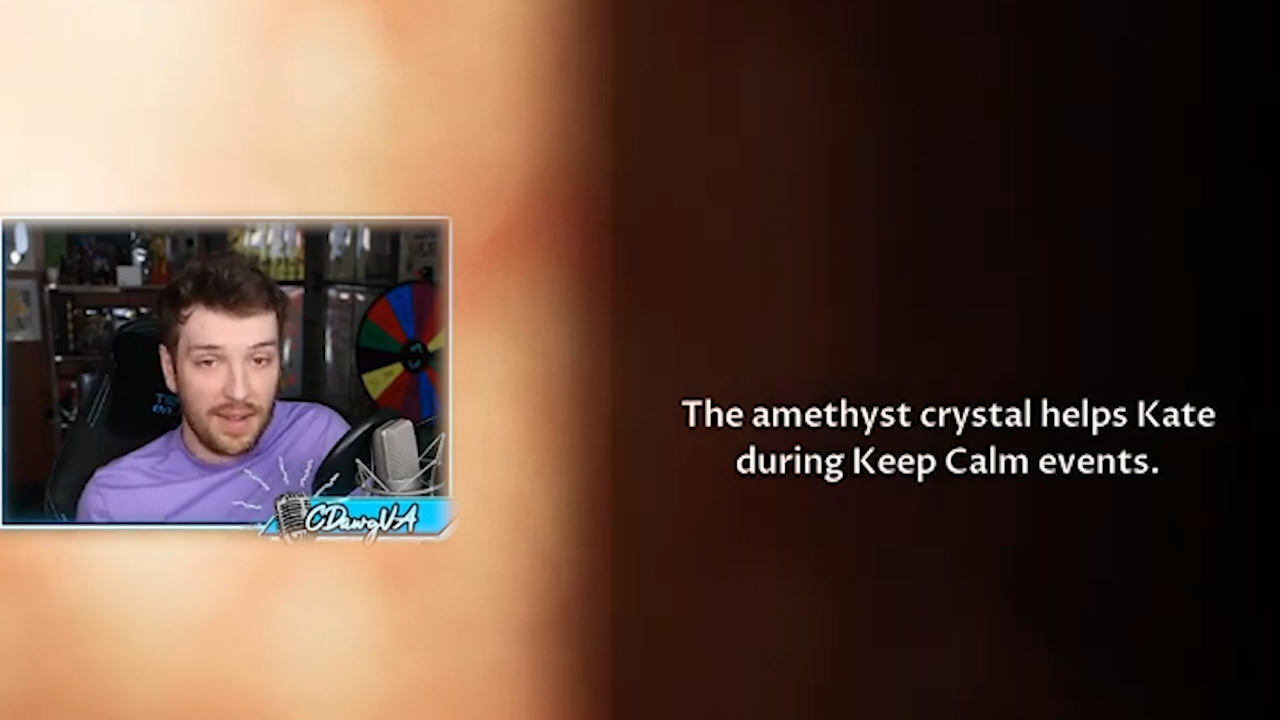 CDawgVA
The amethyst crystal helps Kate
during Keep Calm events.